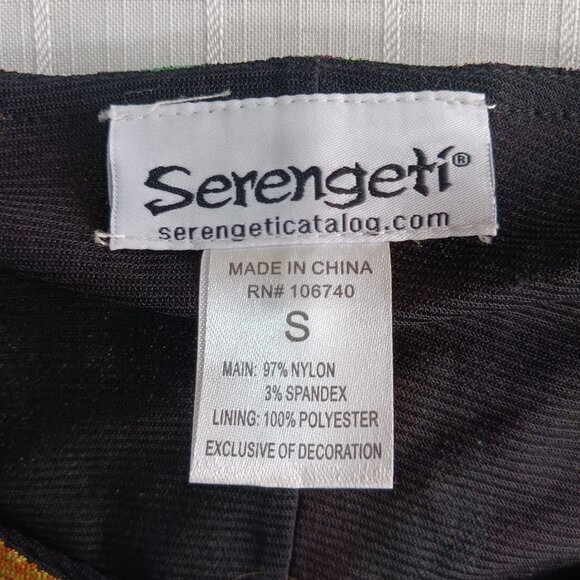 Serengeti®
serengeticatalog.com
MADE IN CHINA
RN# 106740
S
MAIN: 97% NYLON
3% SPANDEX
LINING: 100% POLYESTER
EXCLUSIVE OF DECORATION